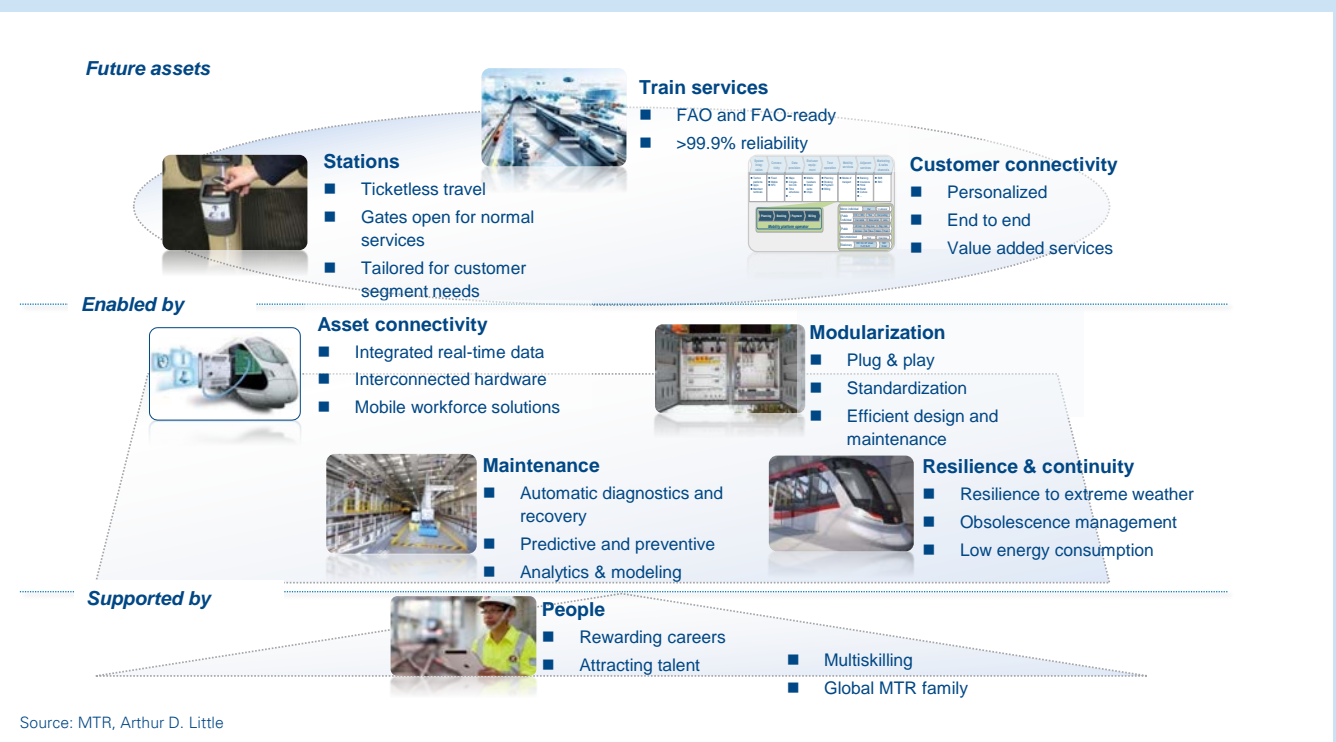 Future assets
Train services
■ FAO and FAO-ready
■ >99.9% reliability
Stations
■ Ticketless travel
■ Gates open for normal
services
■ Tailored for customer
segment needs
Customer connectivity
■ Personalized
■ End to end
■ Value added services
Mobility platform operator
Enabled by
Asset connectivity
■ Integrated real-time data
■ Interconnected hardware
■ Mobile workforce solutions
Modularization
■ Plug & play
■ Standardization
■ Efficient design and
maintenance
Maintenance
■ Automatic diagnostics and
recovery
■ Predictive and preventive
■ Analytics & modeling
Resilience & continuity
■ Resilience to extreme weather
■ Obsolescence management
■ Low energy consumption
Supported by
People
■ Rewarding careers
■ Attracting talent
■ Multiskilling
■ Global MTR family
Source: MTR, Arthur D. Little